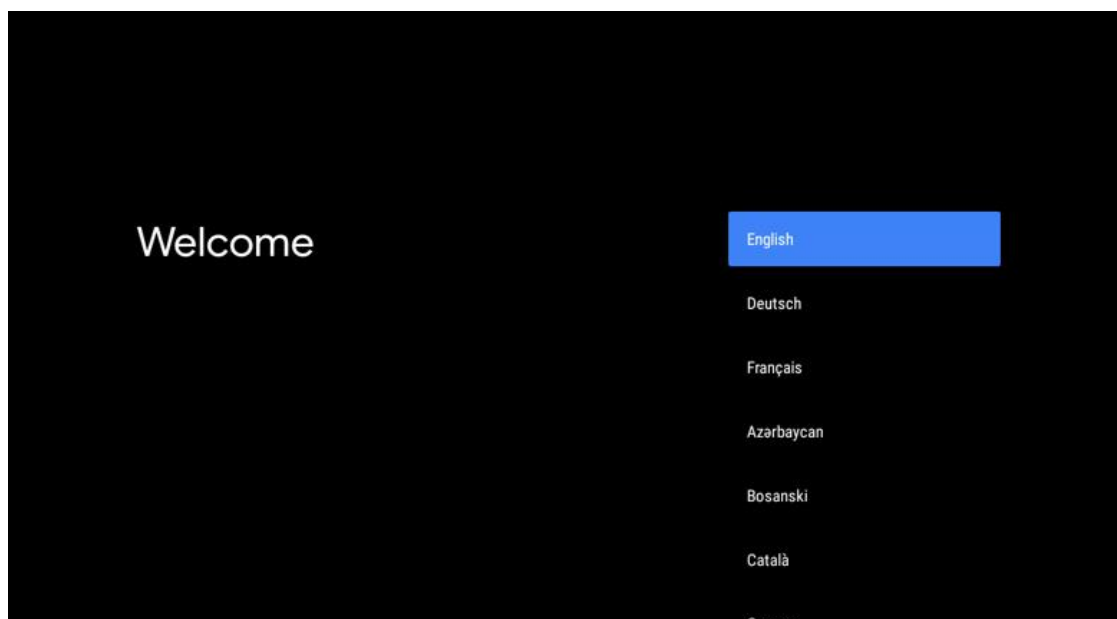 Welcome
English
Deutsch
Français
Azərbaycan
Bosanski
Català